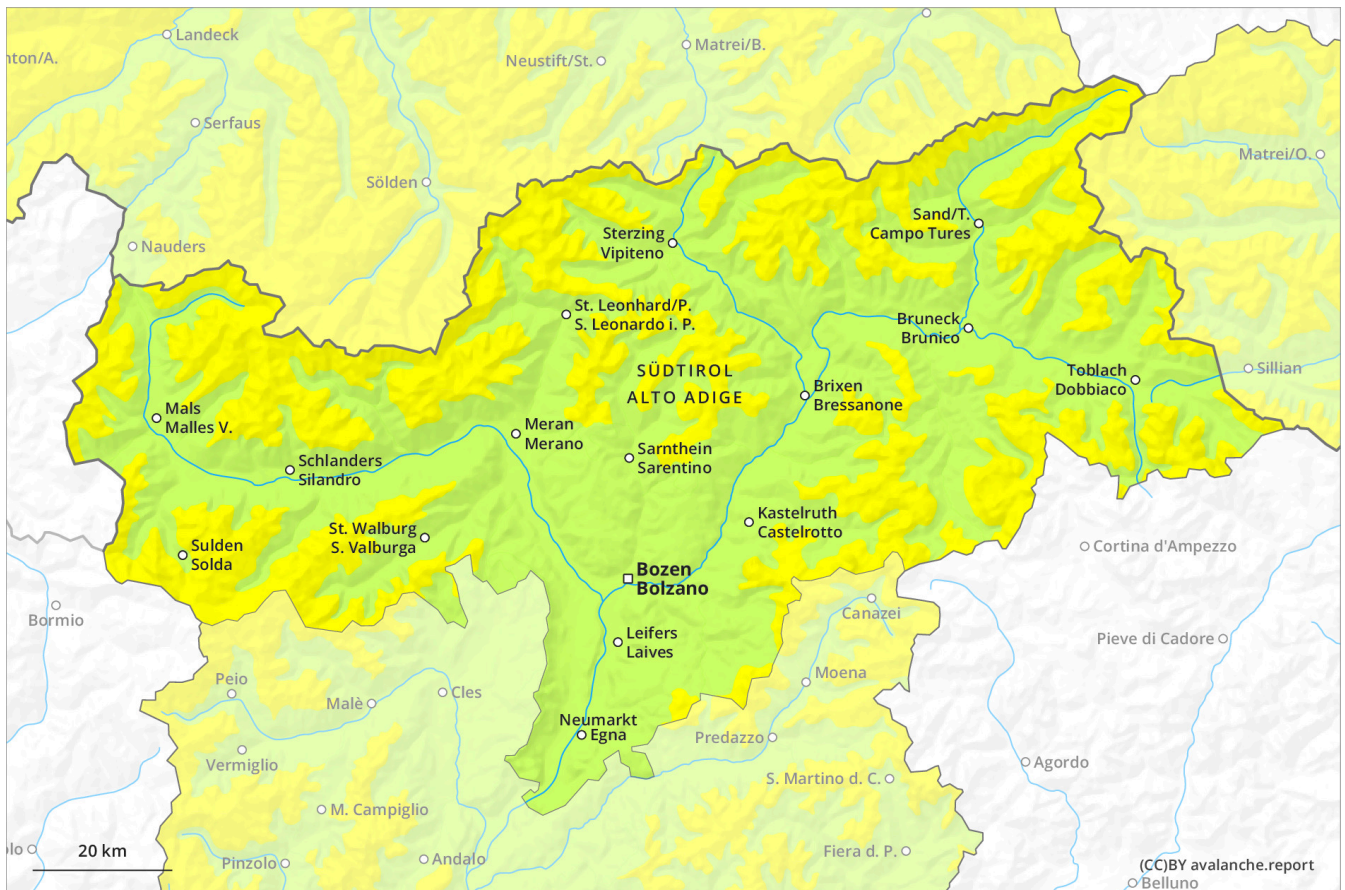 Landeck
nton/A.
Matrei/B.
Neustift/St.
Serfaus
Matrei/O.
Sölden
Sand/T.
Campo Tures
Nauders
Sterzing
Vipiteno
St. Leonhard/P.
S. Leonardo i. P.
Bruneck
Brunico
SÜDTIROL
ALTO ADIGE
Toblach
Dobbiaco
Sillian
Brixen
Bressanone
Mals
Malles V.
Meran
Merano
Schlanders
Silandro
Sarnthein
Sarentino
Kastelruth
Castelrotto
St. Walburg
S. Valburga
Sulden
Solda
Cortina d'Ampezzo
Bozen
Bolzano
Bormio
Canazei
Leifers
Laives
Pieve di Cadore
Peio
Moena
Malè
Cles
Neumarkt
Egna
Predazzo
Vermiglio
Agordo
S. Martino d. C.
M. Campiglio
olo
20 km
Pinzolo
Andalo
Fiera d. P.
(CC)BY avalanche.report
Belluno